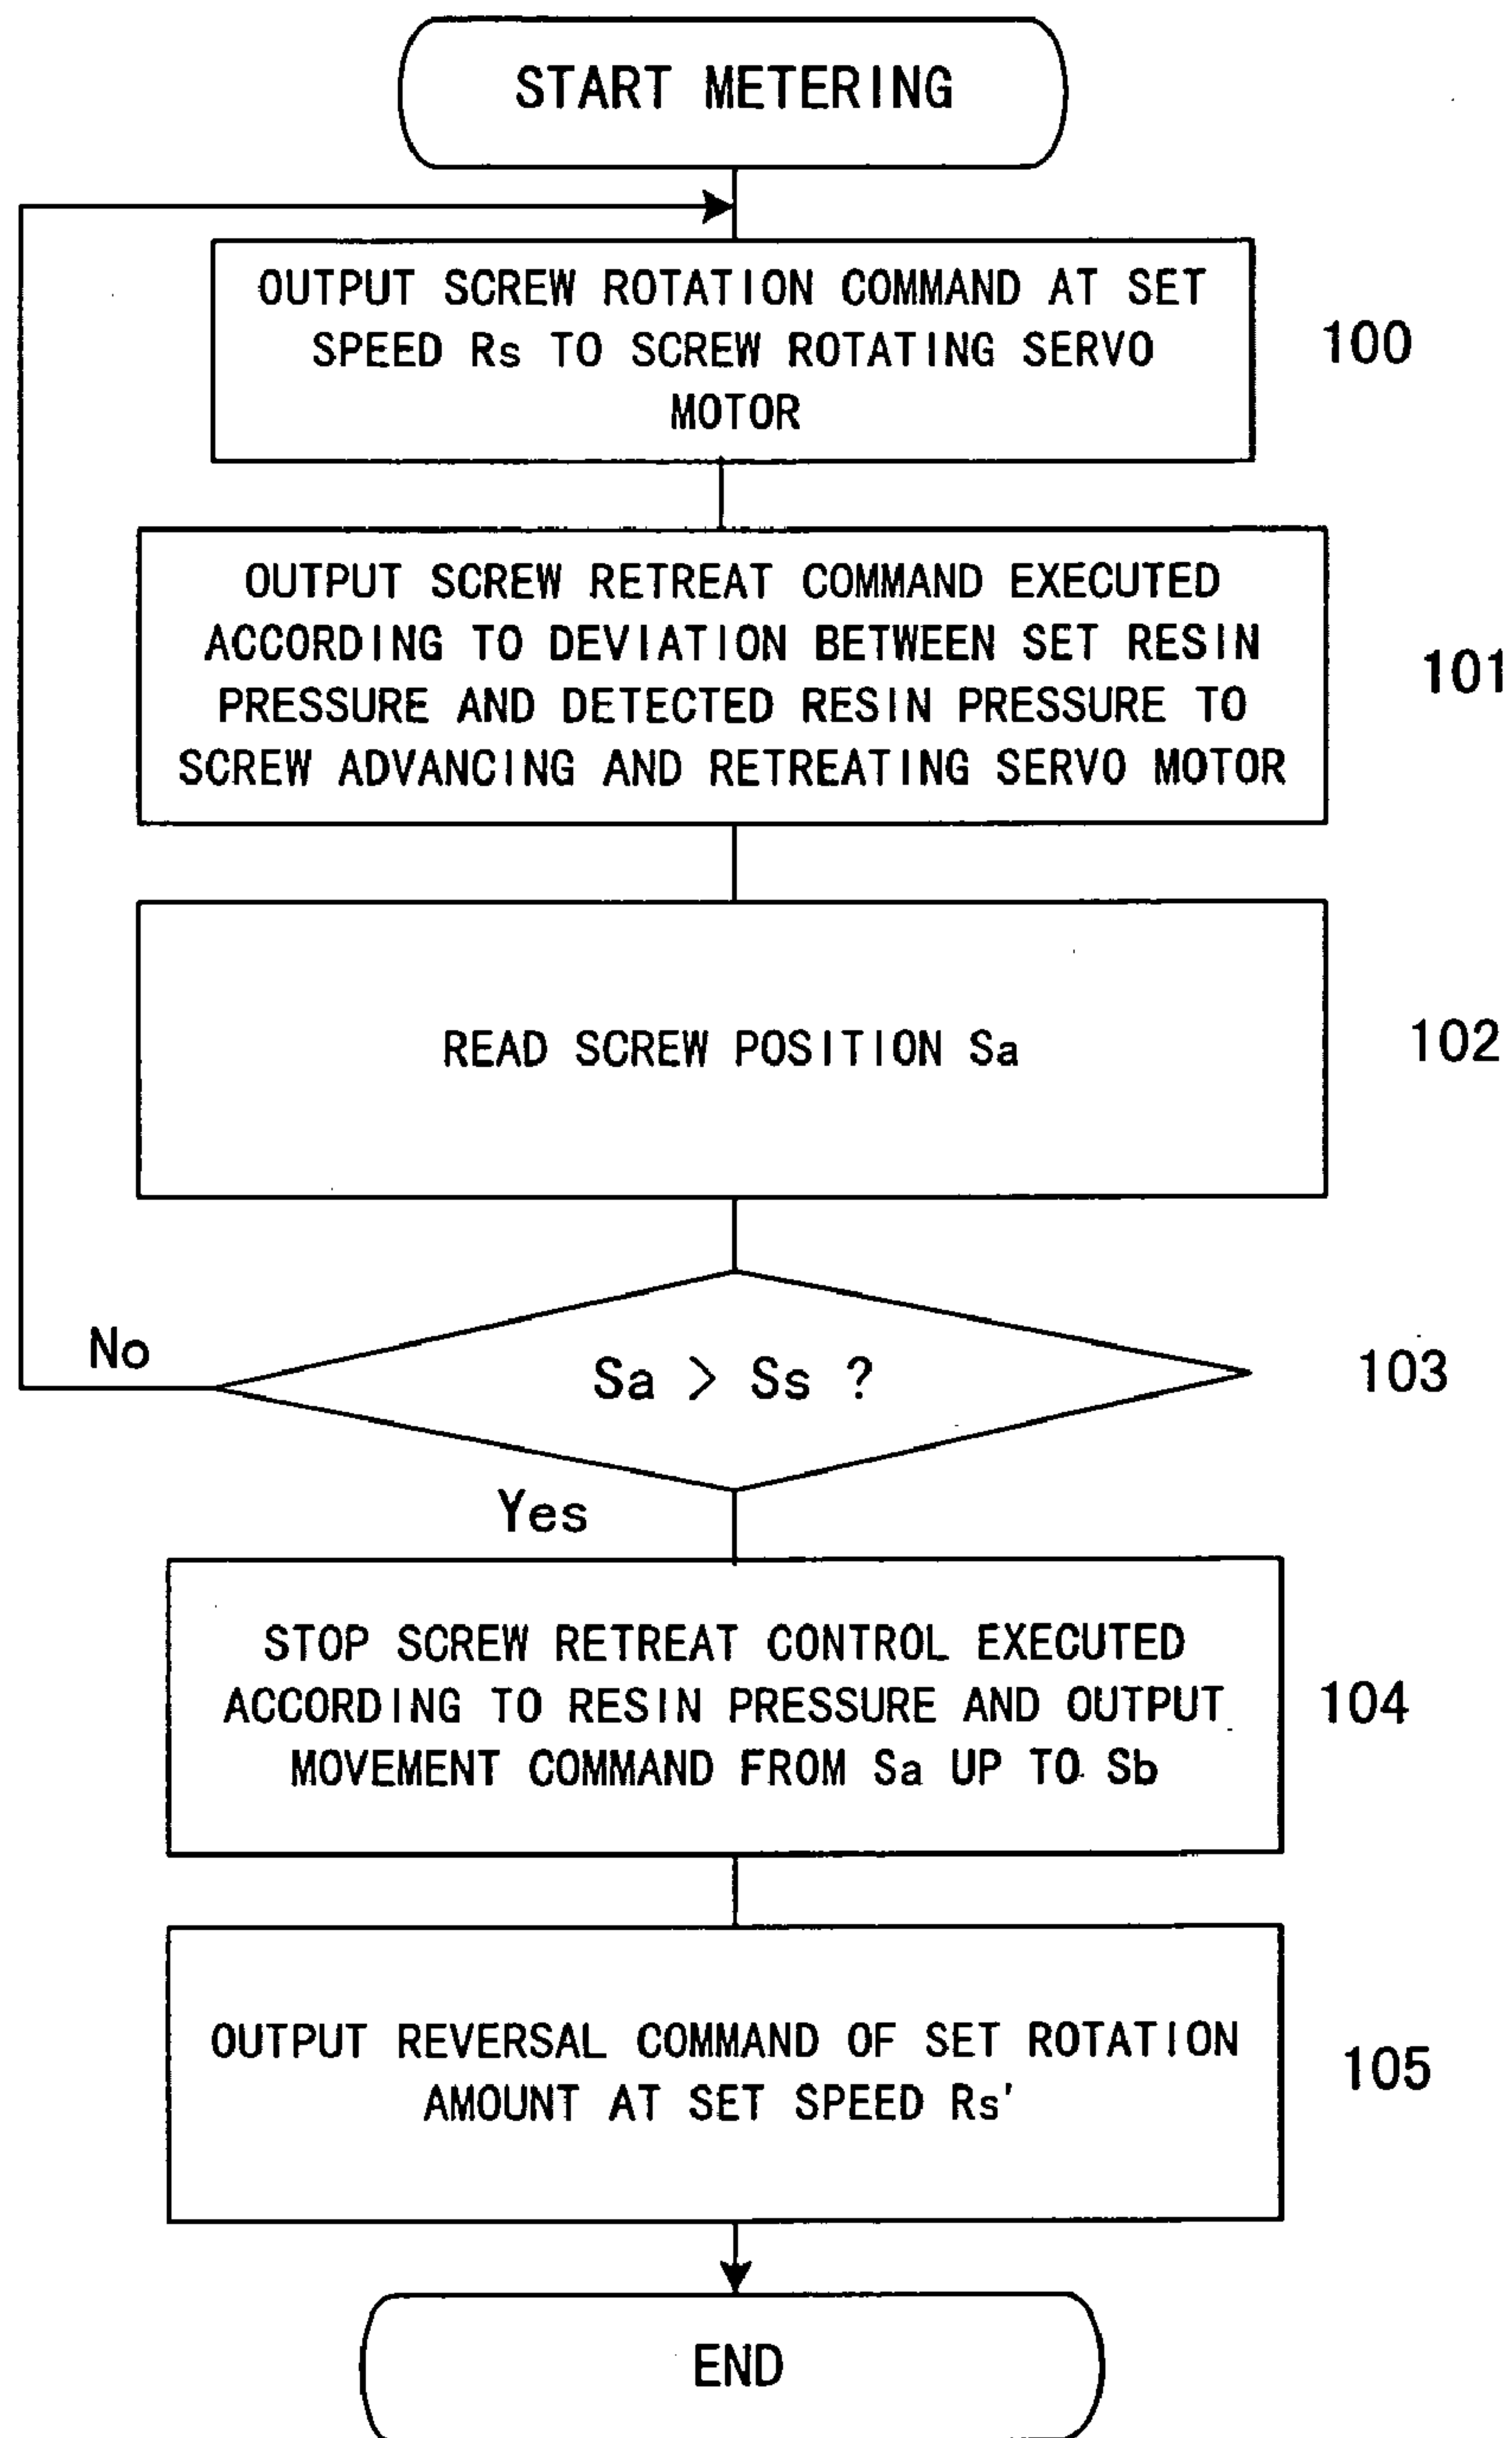 START METERING
OUTPUT SCREW ROTATION COMMAND AT SET
SPEED Rs TO SCREW ROTATING SERVO
MOTOR
100
OUTPUT SCREW RETREAT COMMAND EXECUTED
ACCORDING TO DEVIATION BETWEEN SET RESIN
PRESSURE AND DETECTED RESIN PRESSURE TO
SCREW ADVANCING AND RETREATING SERVO MOTOR
101
READ SCREW POSITION Sa
102
No
Sa > Ss ?
103
Yes
STOP SCREW RETREAT CONTROL EXECUTED
ACCORDING TO RESIN PRESSURE AND OUTPUT
MOVEMENT COMMAND FROM Sa UP TO Sb
104
OUTPUT REVERSAL COMMAND OF SET ROTATION
AMOUNT AT SET SPEED Rs'
105
END